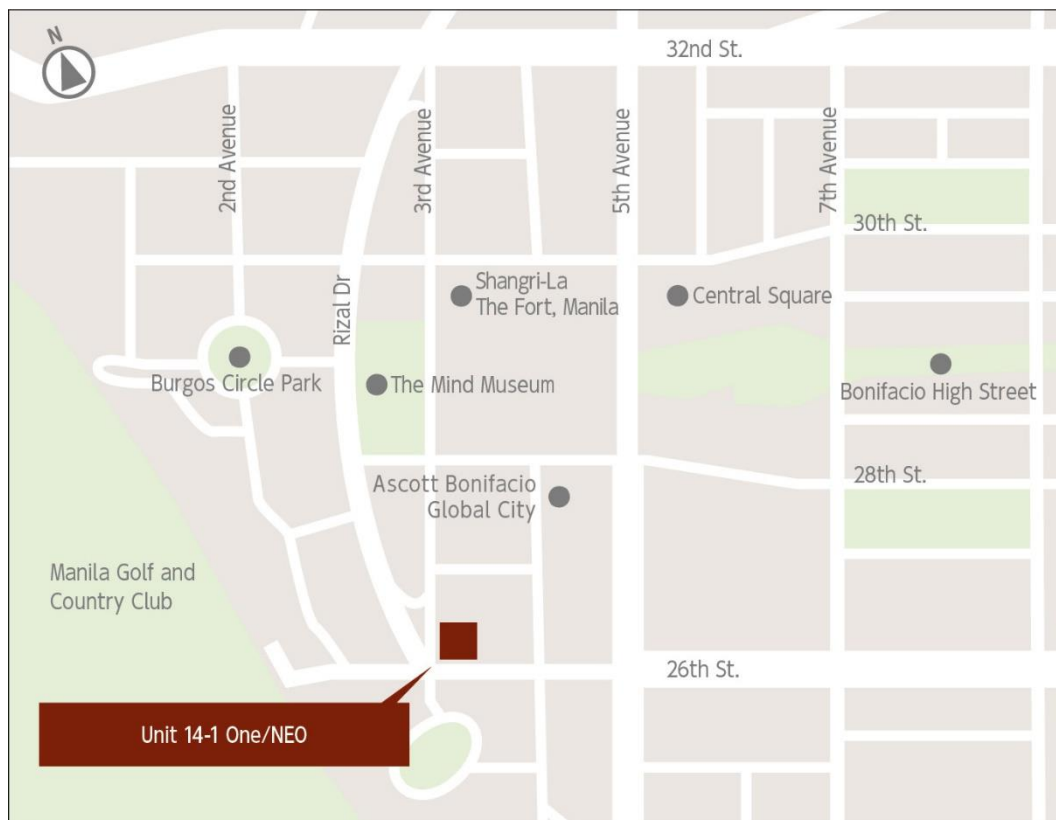 N
32nd St.
2nd Avenue
3rd Avenue
5th Avenue
7th Avenue
30th St.
Rizal Dr
Shangri-La
The Fort, Manila
Central Square
Burgos Circle Park
The Mind Museum
Bonifacio High Street
Ascott Bonifacio
Global City
28th St.
Manila Golf and
Country Club
26th St.
Unit 14-1 One/NEO